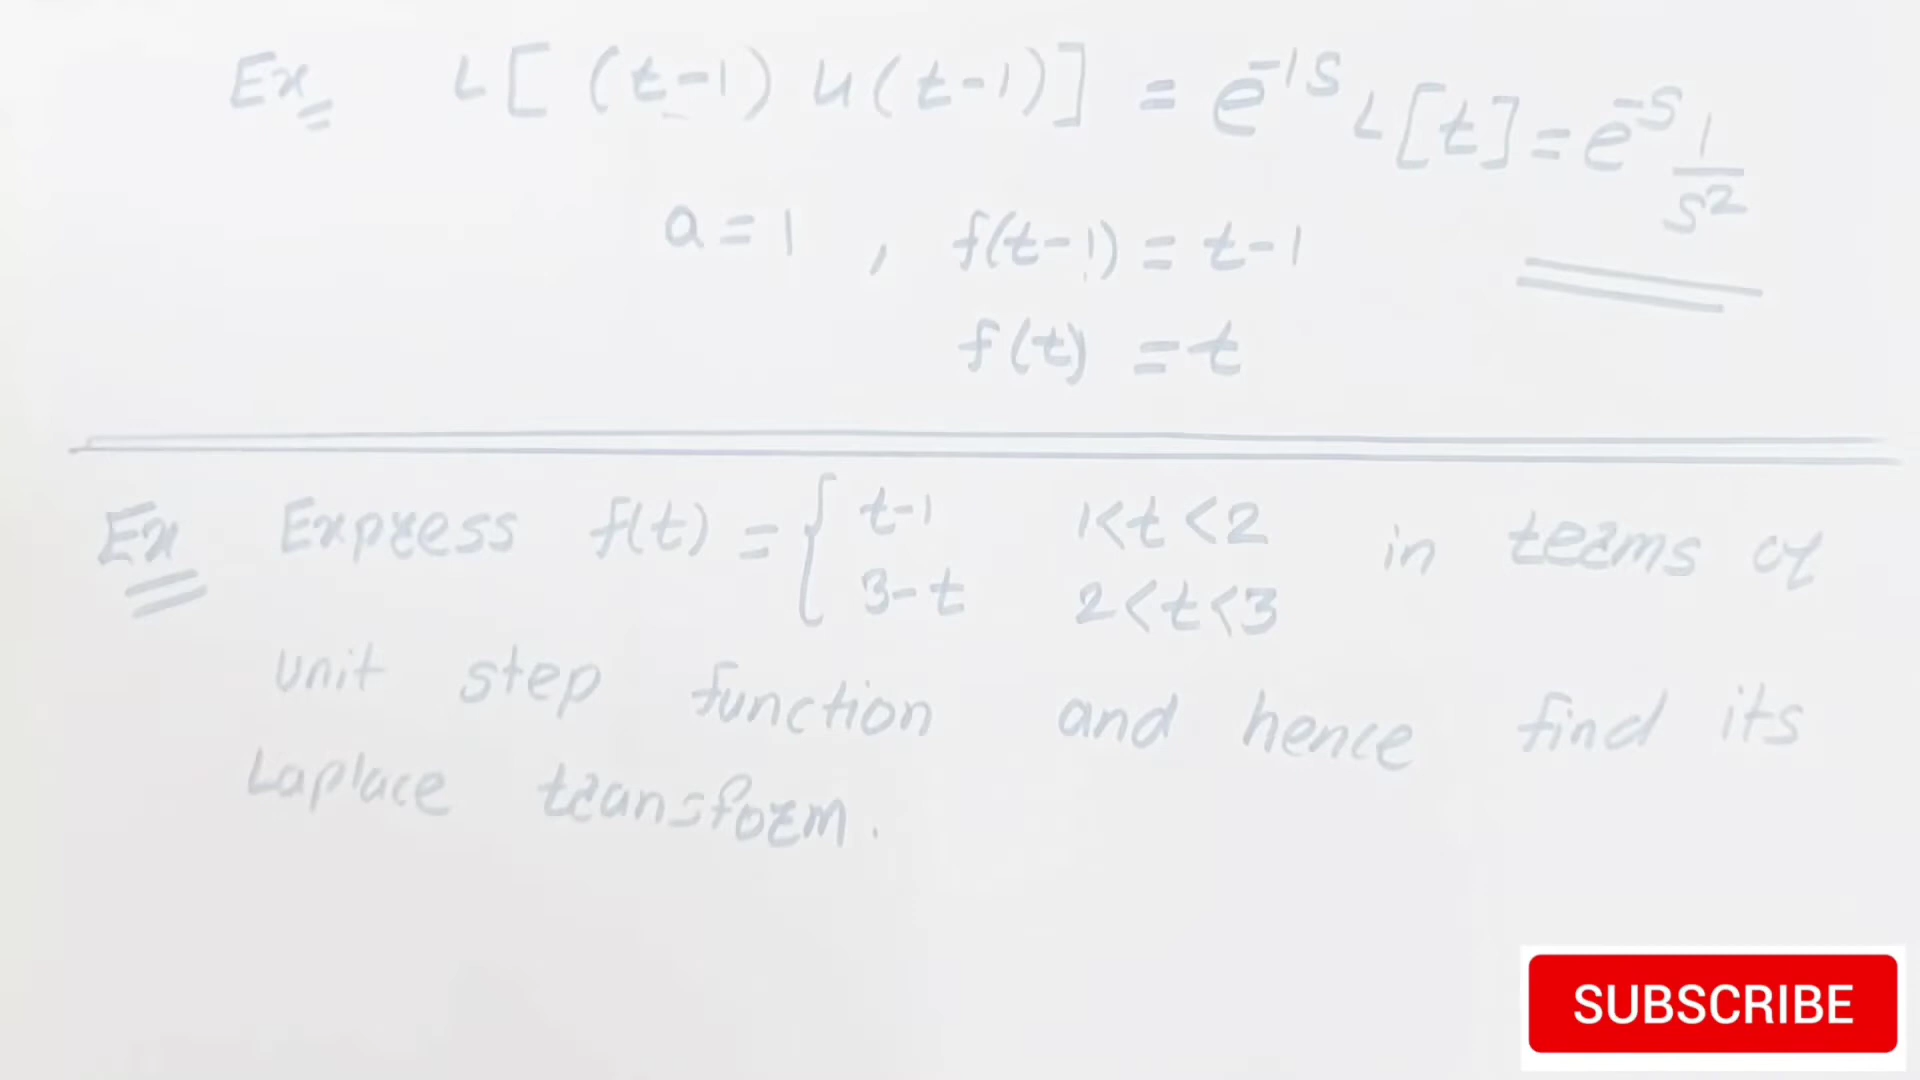 Ex L[(t-1) u(t-1)] = e^{-1s} L[t] = e^{-s} 1/s²
a = 1 , f(t-1) = t-1
f(t) = t
Ex Express f(t) = { t-1 1<t<2 in terms of
3-t 2<t<3
unit step function and hence find its
Laplace transform.
SUBSCRIBE